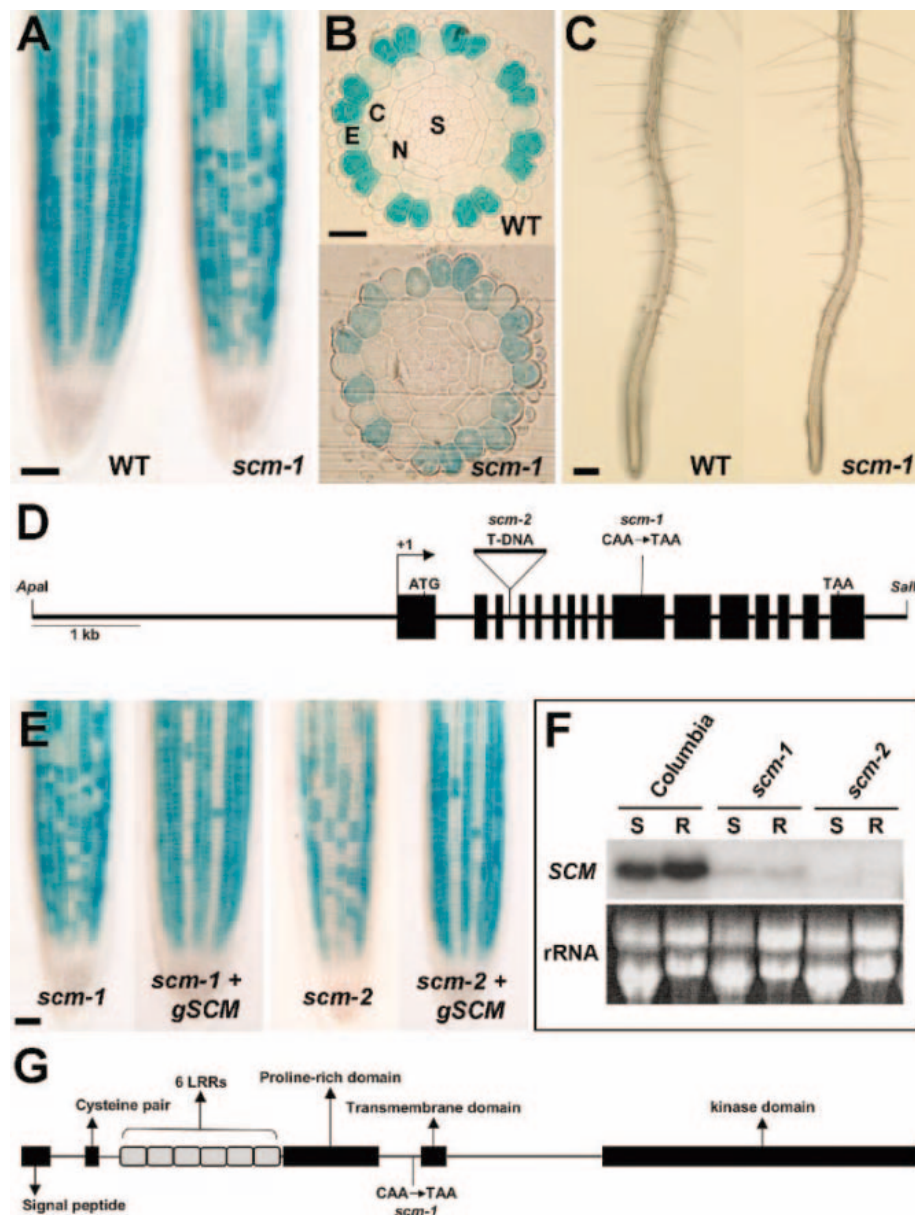 A
WT
scm-1
B
C
E
S
N
WT
scm-1
C
WT
scm-1
D
scm-2
T-DNA
scm-1
CAA→TAA
+1
ApaI
ATG
TAA
SalI
1 kb
E
scm-1
scm-1 +
gSCM
scm-2
scm-2 +
gSCM
F
Columbia
scm-1
scm-2
S R S R S R
SCM
rRNA
G
6 LRRs
Cysteine pair
Proline-rich domain
Transmembrane domain
kinase domain
Signal peptide
CAA→TAA
scm-1